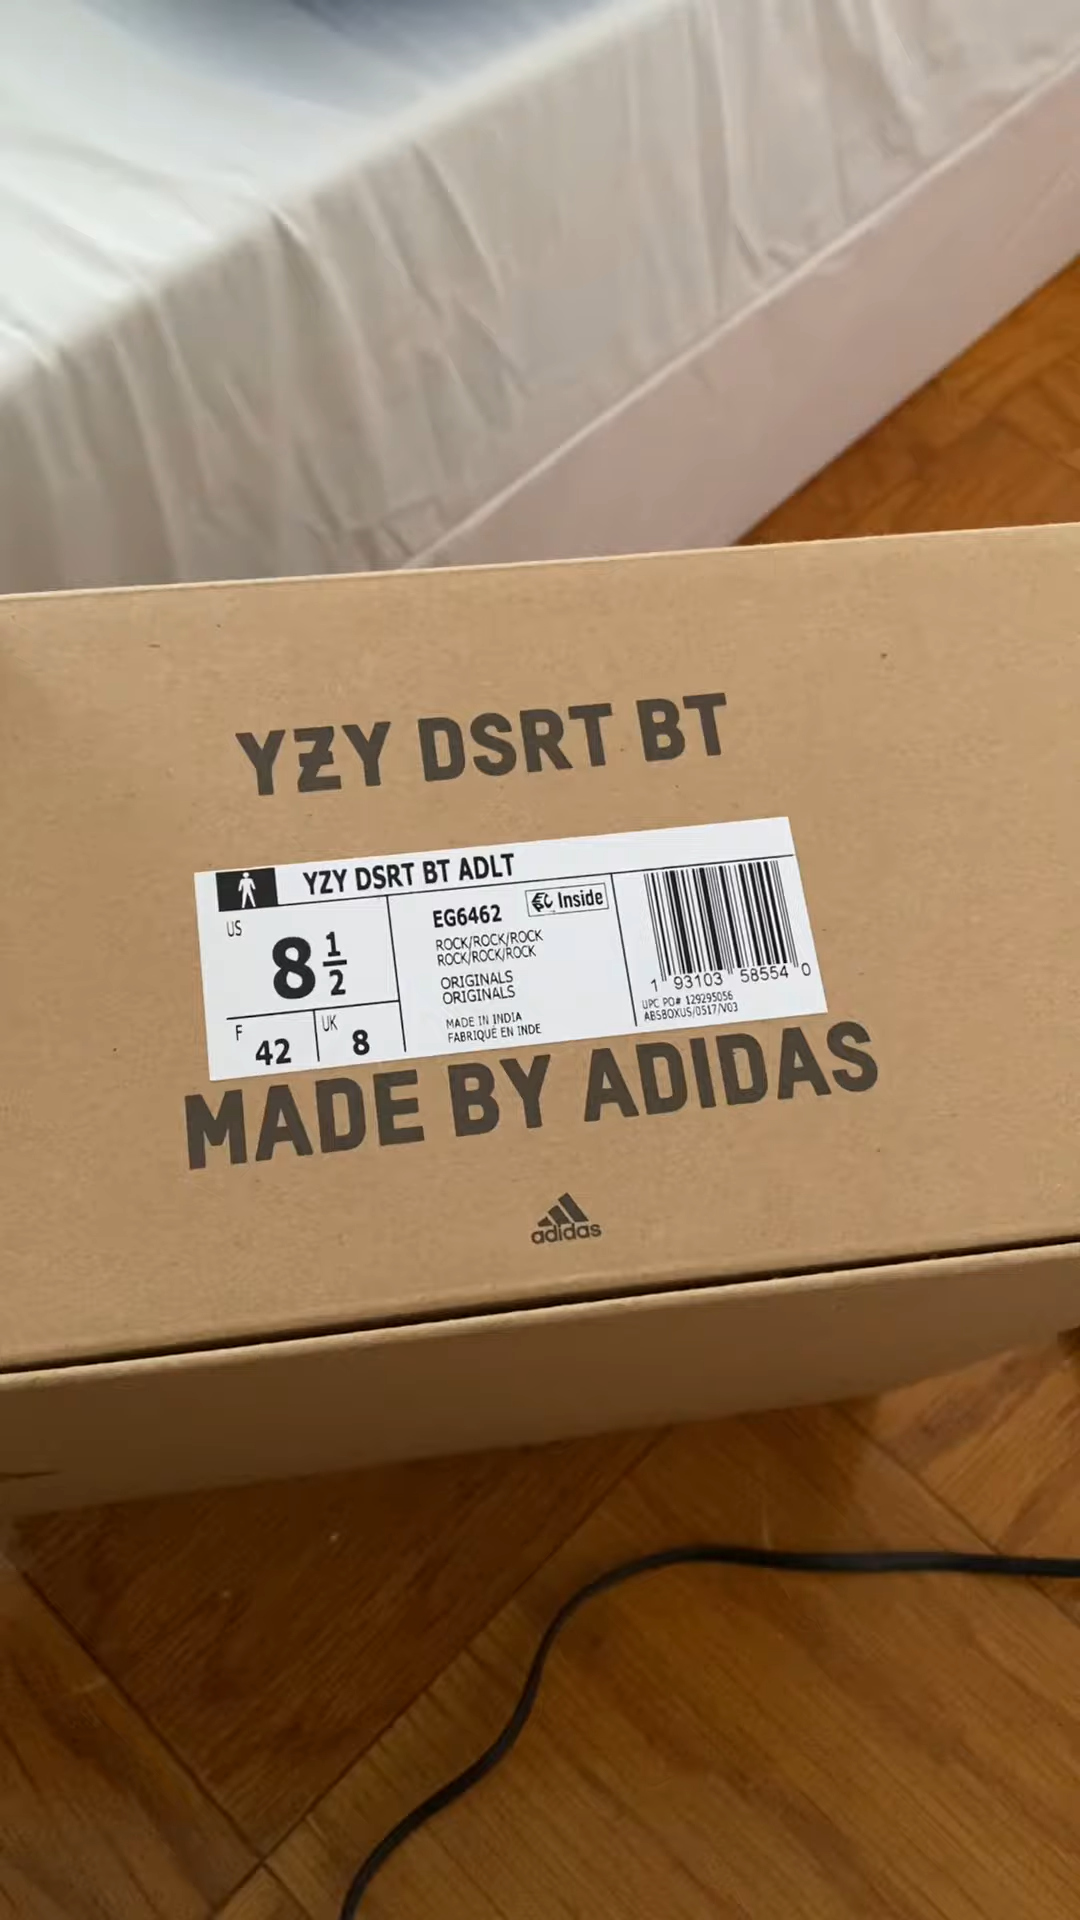 YZY DSRT BT
YZY DSRT BT ADLT
US
8 1/2
F
42
UK
8
EG6462
Inside
ROCK/ROCK/ROCK
ROCK/ROCK/ROCK
ORIGINALS
ORIGINALS
MADE IN INDIA
FABRIQUÉ EN INDE
1 93103 58554 0
UPC PO# 129295056
ABSBOXUS/0517/V03
MADE BY ADIDAS
adidas